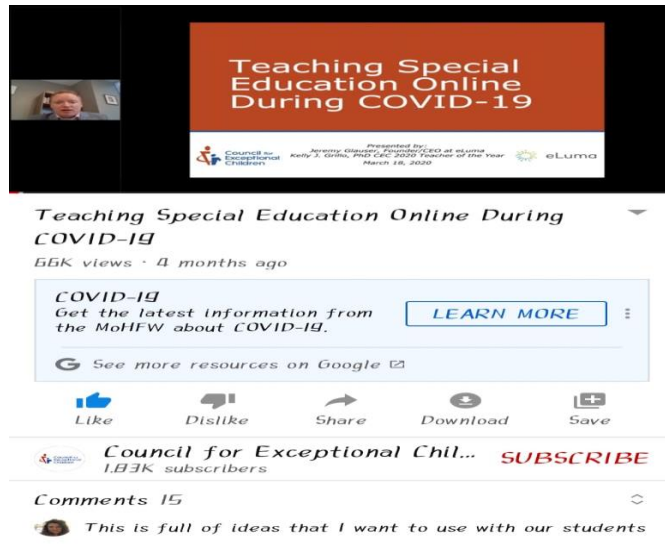 Teaching Special
Education Online
During COVID-19
Council for
Exceptional
Children
Presented by:
Jeremy Glauser, Founder/CEO at eLuma
Kelly J. Grillo, PhD CEC 2020 Teacher of the Year
March 18, 2020
eLuma
Teaching Special Education Online During
COVID-19
66K views · 4 months ago
COVID-19
Get the latest information from
the MoHFW about COVID-19.
LEARN MORE
G See more resources on Google
Like Dislike Share Download Save
Council for Exceptional Chil...
1.83K subscribers
SUBSCRIBE
Comments 15
This is full of ideas that I want to use with our students